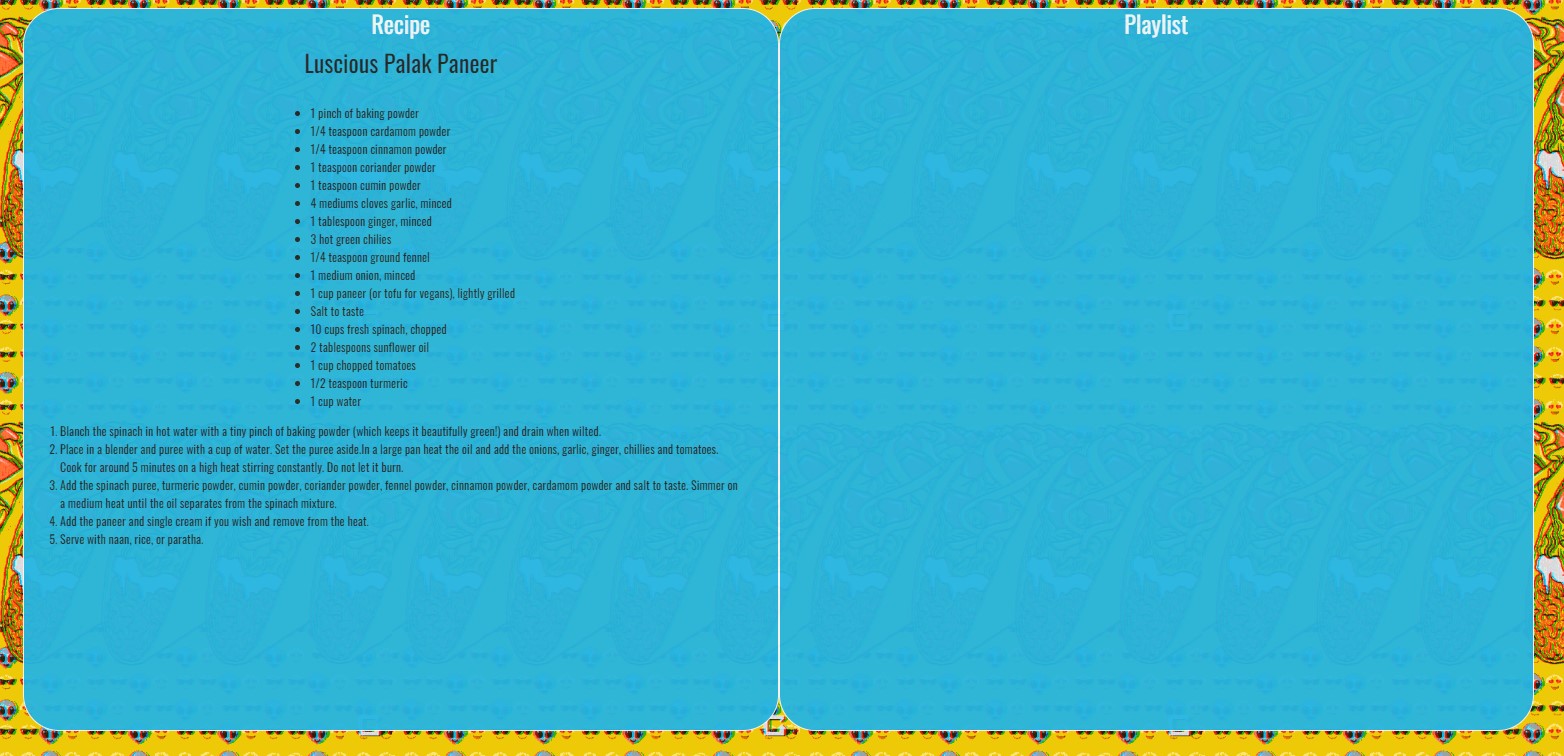 Recipe
Luscious Palak Paneer
1 pinch of baking powder
1/4 teaspoon cardamom powder
1/4 teaspoon cinnamon powder
1 teaspoon coriander powder
1 teaspoon cumin powder
4 mediums cloves garlic, minced
1 tablespoon ginger, minced
3 hot green chilies
1/4 teaspoon ground fennel
1 medium onion, minced
1 cup paneer (or tofu for vegans), lightly grilled
Salt to taste
10 cups fresh spinach, chopped
2 tablespoons sunflower oil
1 cup chopped tomatoes
1/2 teaspoon turmeric
1 cup water
1. Blanch the spinach in hot water with a tiny pinch of baking powder (which keeps it beautifully green!) and drain when wilted.
2. Place in a blender and puree with a cup of water. Set the puree aside.In a large pan heat the oil and add the onions, garlic, ginger, chillies and tomatoes.
Cook for around 5 minutes on a high heat stirring constantly. Do not let it burn.
3. Add the spinach puree, turmeric powder, cumin powder, coriander powder, fennel powder, cinnamon powder, cardamom powder and salt to taste. Simmer on
a medium heat until the oil separates from the spinach mixture.
4. Add the paneer and single cream if you wish and remove from the heat.
5. Serve with naan, rice, or paratha.
Playlist